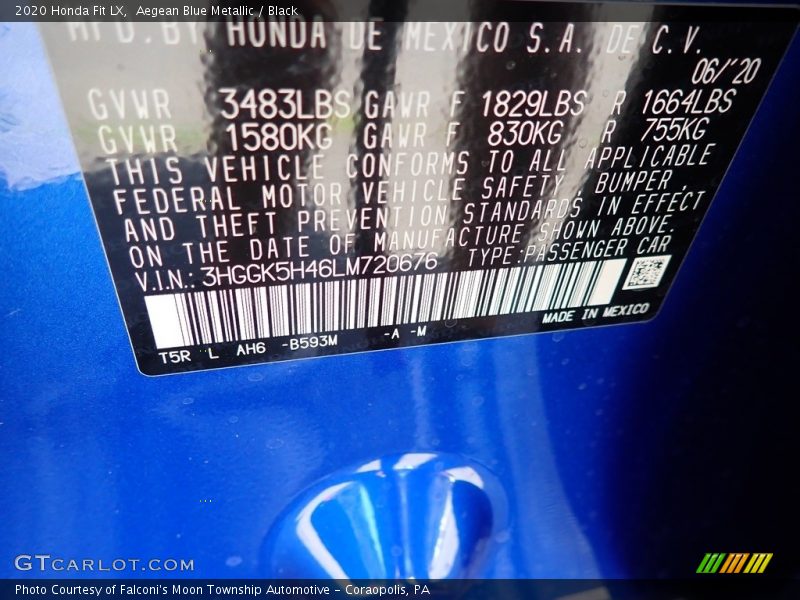 2020 Honda Fit LX, Aegean Blue Metallic / Black
MFD.BY HONDA DE MEXICO S.A. DE C.V.
06/'20
GVWR 3483LBS GAWR F 1829LBS R 1664LBS
GVWR 1580KG GAWR F 830KG R 755KG
THIS VEHICLE CONFORMS TO ALL APPLICABLE
FEDERAL MOTOR VEHICLE SAFETY, BUMPER,
AND THEFT PREVENTION STANDARDS IN EFFECT
ON THE DATE OF MANUFACTURE SHOWN ABOVE.
V.I.N.: 3HGGK5H46LM720676 TYPE:PASSENGER CAR
MADE IN MEXICO
T5R L AH6 -B593M -A -M
GTCARLOT.COM
Photo Courtesy of Falconi's Moon Township Automotive - Coraopolis, PA